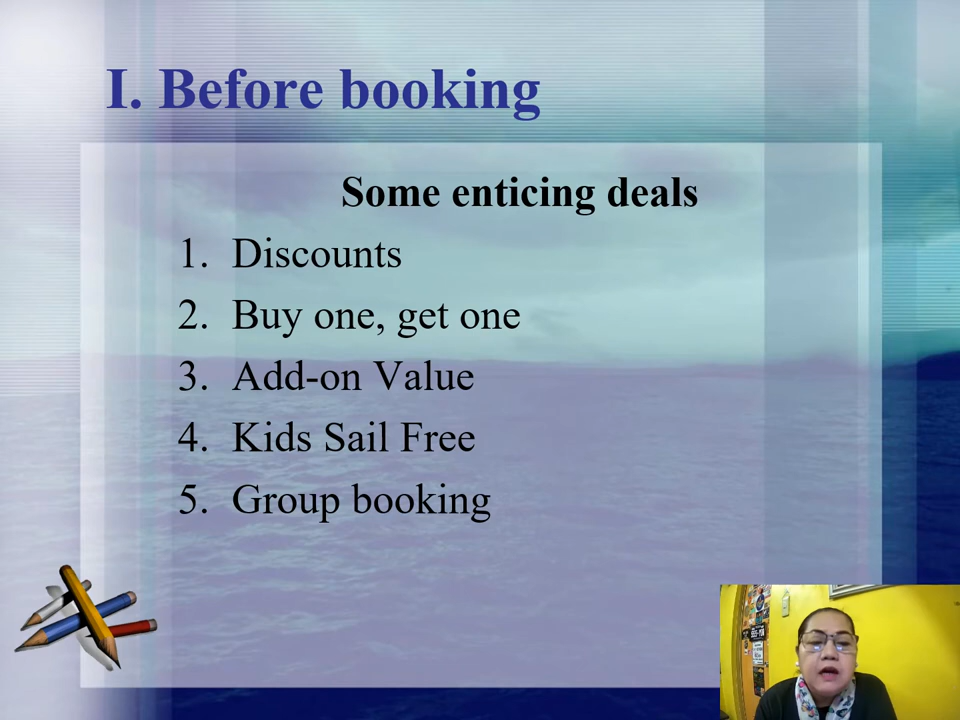 I. Before booking
Some enticing deals
1. Discounts
2. Buy one, get one
3. Add-on Value
4. Kids Sail Free
5. Group booking